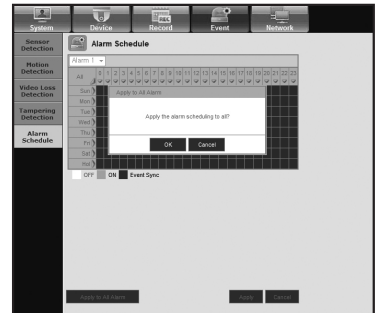 System Device Record Event Network
Sensor Detection
Motion Detection
Video Loss Detection
Tampering Detection
Alarm Schedule
Alarm Schedule
Alarm 1
All 0 1 2 3 4 5 6 7 8 9 10 11 12 13 14 15 16 17 18 19 20 21 22 23
Sun
Mon
Tue
Wed
Thu
Fri
Sat
Hol
Apply to All Alarm
Apply the alarm scheduling to all?
OK Cancel
OFF ON Event Sync
Apply to All Alarm Apply Cancel